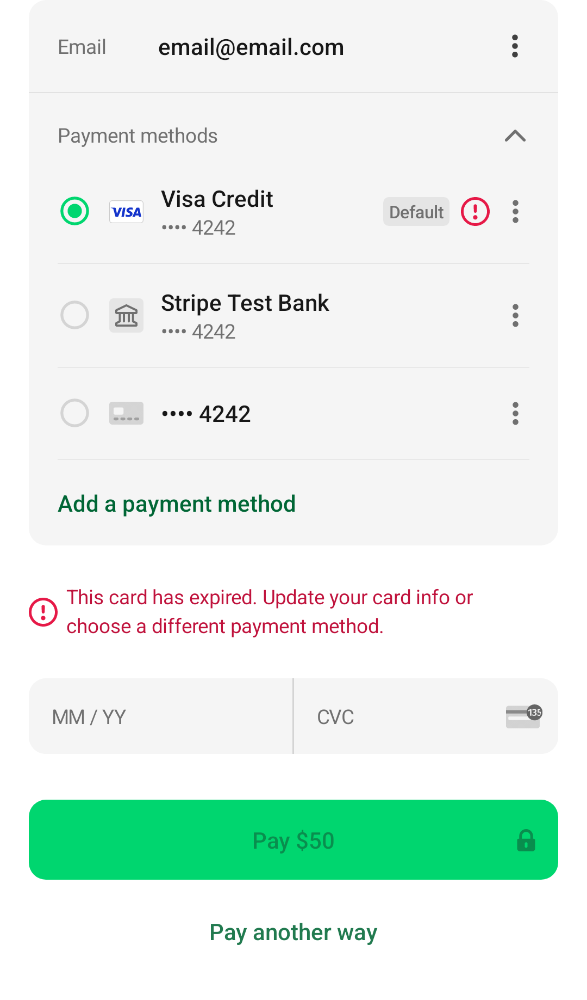 Email
email@email.com
Payment methods
VISA
Visa Credit
Default
•••• 4242
Stripe Test Bank
•••• 4242
•••• 4242
Add a payment method
This card has expired. Update your card info or
choose a different payment method.
MM / YY
CVC
135
Pay $50
Pay another way